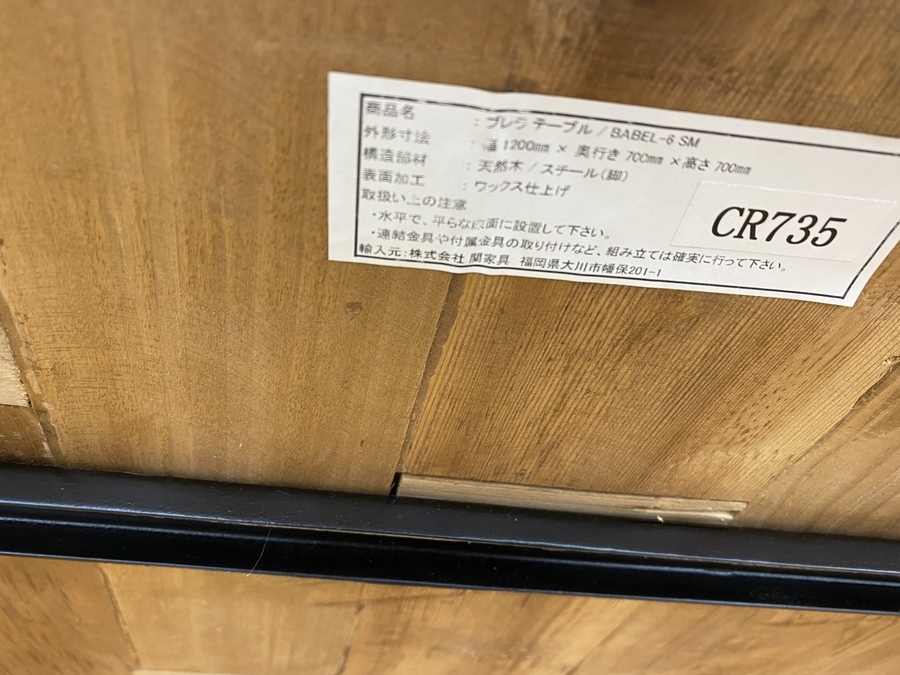 商品名 : ブレラ テーブル / BABEL-6 SM
外形寸法 : 幅 1200mm × 奥行き 700mm × 高さ 700mm
構造部材 : 天然木 / スチール(脚)
表面加工 : ワックス仕上げ
取扱い上の注意
・水平で、平らな床面に設置して下さい。
・連結金具や付属金具の取り付けなど、組み立ては確実に行って下さい。
輸入元:株式会社 関家具 福岡県大川市幡保201-1
CR735